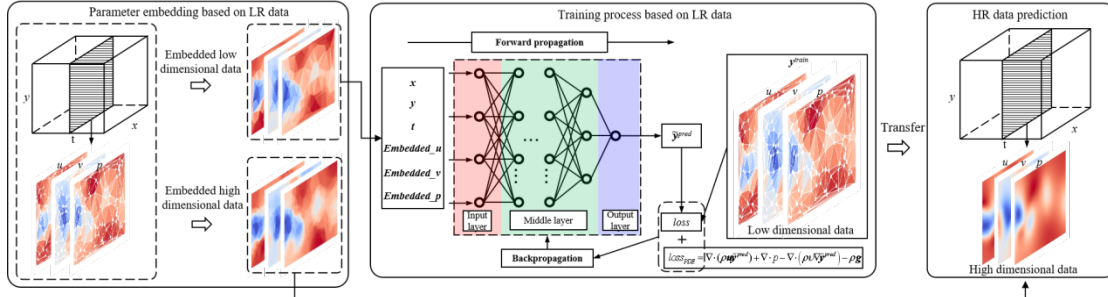 Parameter embedding based on LR data
y
t
x
u v p
Embedded low
dimensional data
Embedded high
dimensional data
Training process based on LR data
Forward propagation
x
y
t
Embedded_u
Embedded_v
Embedded_p
Input
layer
Middle layer
Output
layer
Backpropagation
ỹ^pred
loss
+
y^train
u v p
Low dimensional data
Transfer
HR data prediction
y
t
x
u v p
High dimensional data